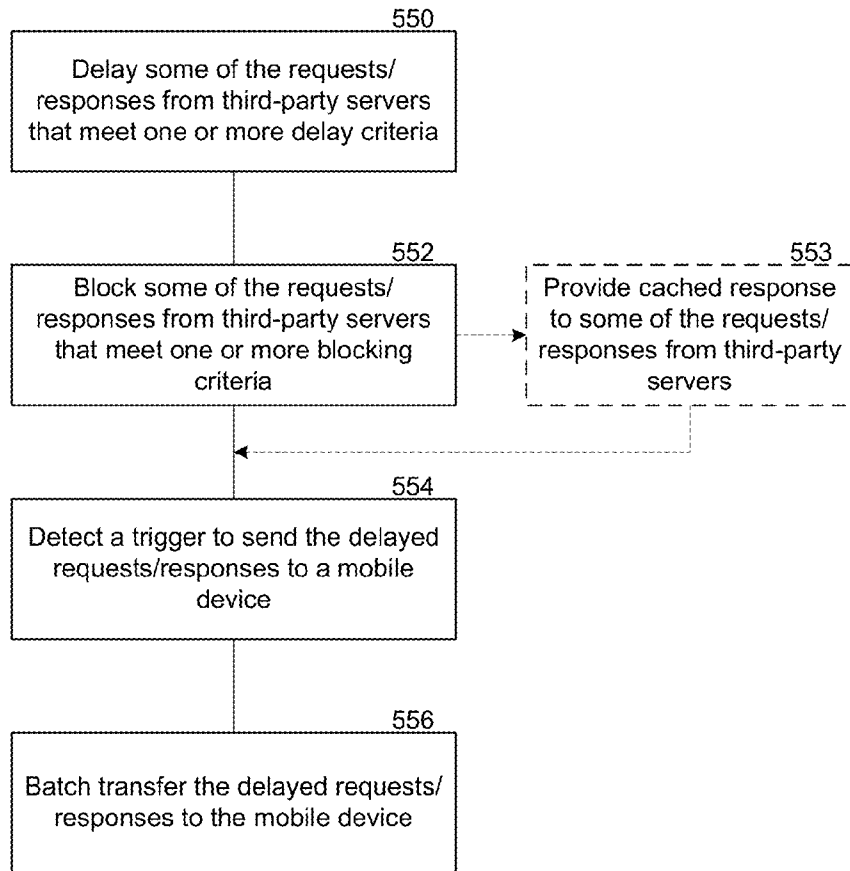 550
Delay some of the requests/
responses from third-party servers
that meet one or more delay criteria
552
Block some of the requests/
responses from third-party servers
that meet one or more blocking
criteria
553
Provide cached response
to some of the requests/
responses from third-party
servers
554
Detect a trigger to send the delayed
requests/responses to a mobile
device
556
Batch transfer the delayed requests/
responses to the mobile device